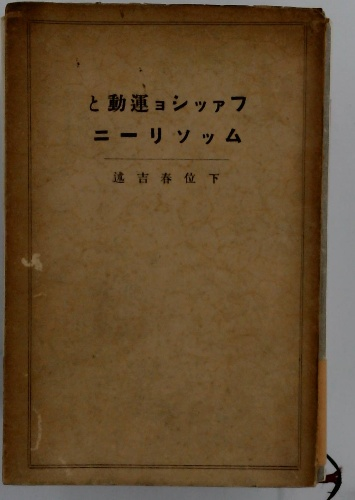 ファッショ運動と
ムッソリーニ
下位春吉述